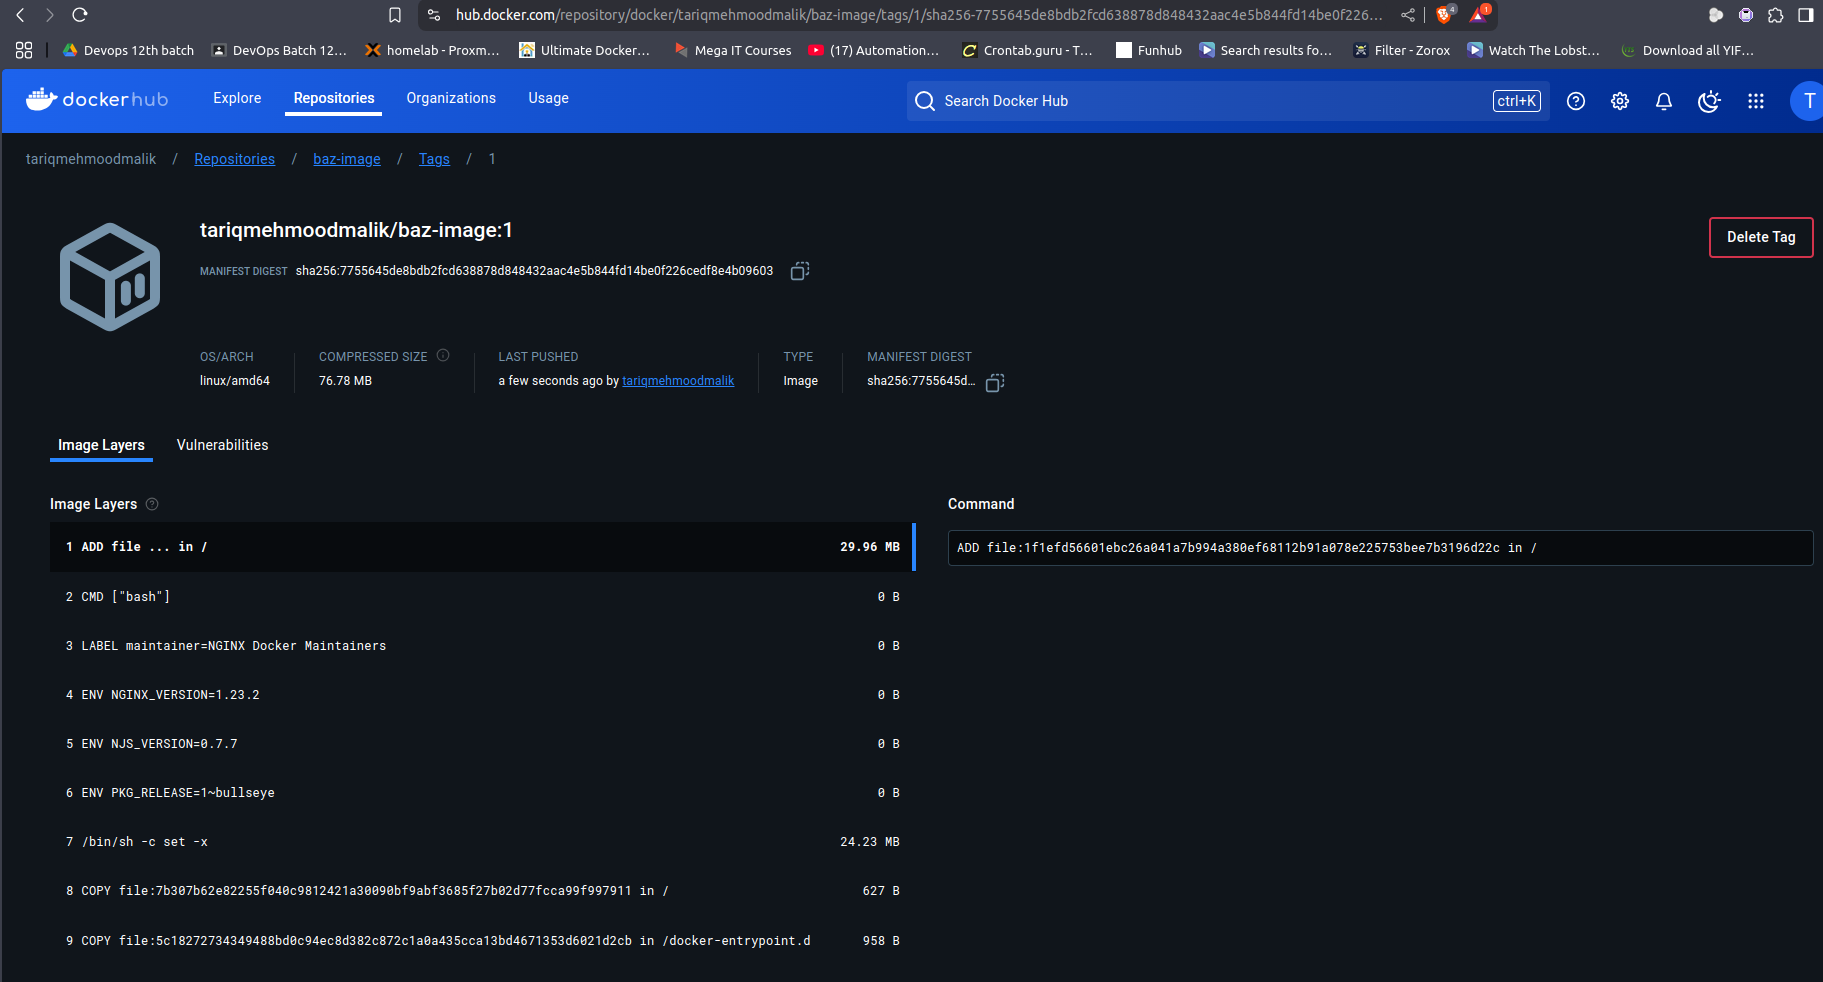 hub.docker.com/repository/docker/tariqmehmoodmalik/baz-image/tags/1/sha256-7755645de8bdb2fcd638878d848432aac4e5b844fd14be0f226...
4
1
Devops 12th batch
DevOps Batch 12...
homelab - Proxm...
Ultimate Docker...
Mega IT Courses
(17) Automation...
Crontab.guru - T...
Funhub
Search results fo...
Filter - Zorox
Watch The Lobst...
Download all YIF...
dockerhub
Explore
Repositories
Organizations
Usage
Search Docker Hub
ctrl+K
T
tariqmehmoodmalik / Repositories / baz-image / Tags / 1
tariqmehmoodmalik/baz-image:1
Delete Tag
MANIFEST DIGEST sha256:7755645de8bdb2fcd638878d848432aac4e5b844fd14be0f226cedf8e4b09603
OS/ARCH
linux/amd64
COMPRESSED SIZE
76.78 MB
LAST PUSHED
a few seconds ago by tariqmehmoodmalik
TYPE
Image
MANIFEST DIGEST
sha256:7755645d...
Image Layers
Vulnerabilities
Image Layers
1 ADD file ... in / 29.96 MB
2 CMD ["bash"] 0 B
3 LABEL maintainer=NGINX Docker Maintainers 0 B
4 ENV NGINX_VERSION=1.23.2 0 B
5 ENV NJS_VERSION=0.7.7 0 B
6 ENV PKG_RELEASE=1~bullseye 0 B
7 /bin/sh -c set -x 24.23 MB
8 COPY file:7b307b62e82255f040c9812421a30090bf9abf3685f27b02d77fcca99f997911 in / 627 B
9 COPY file:5c18272734349488bd0c94ec8d382c872c1a0a435cca13bd4671353d6021d2cb in /docker-entrypoint.d 958 B
Command
ADD file:1f1efd56601ebc26a041a7b994a380ef68112b91a078e225753bee7b3196d22c in /